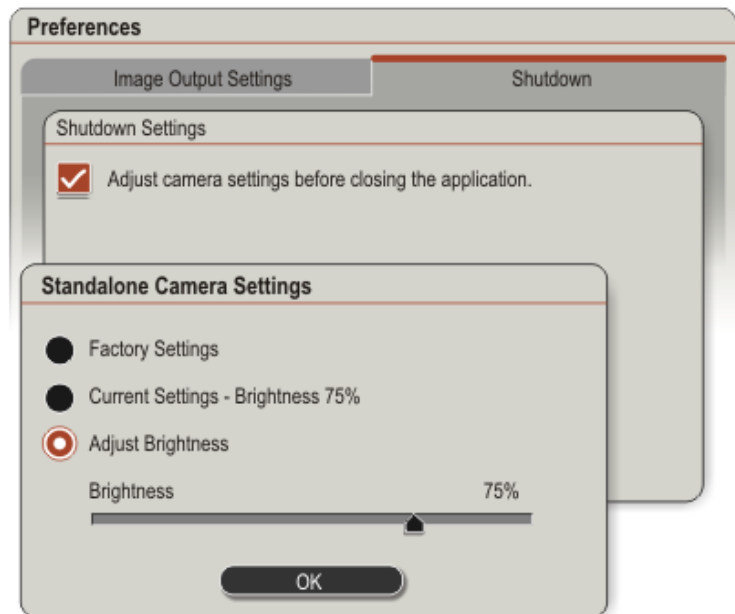 Preferences
Image Output Settings
Shutdown
Shutdown Settings
Adjust camera settings before closing the application.
Standalone Camera Settings
Factory Settings
Current Settings - Brightness 75%
Adjust Brightness
Brightness 75%
OK